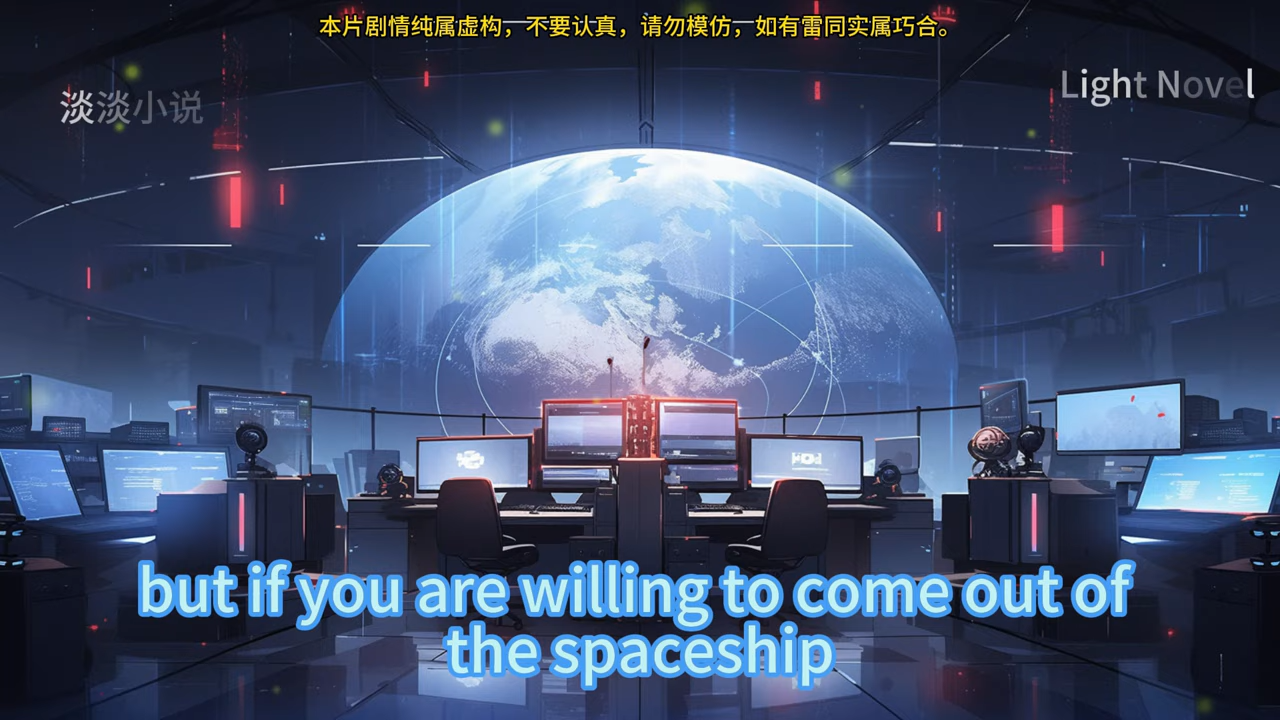 本片剧情纯属虚构，不要认真，请勿模仿，如有雷同实属巧合。
淡淡小说
Light Novel
but if you are willing to come out of
the spaceship